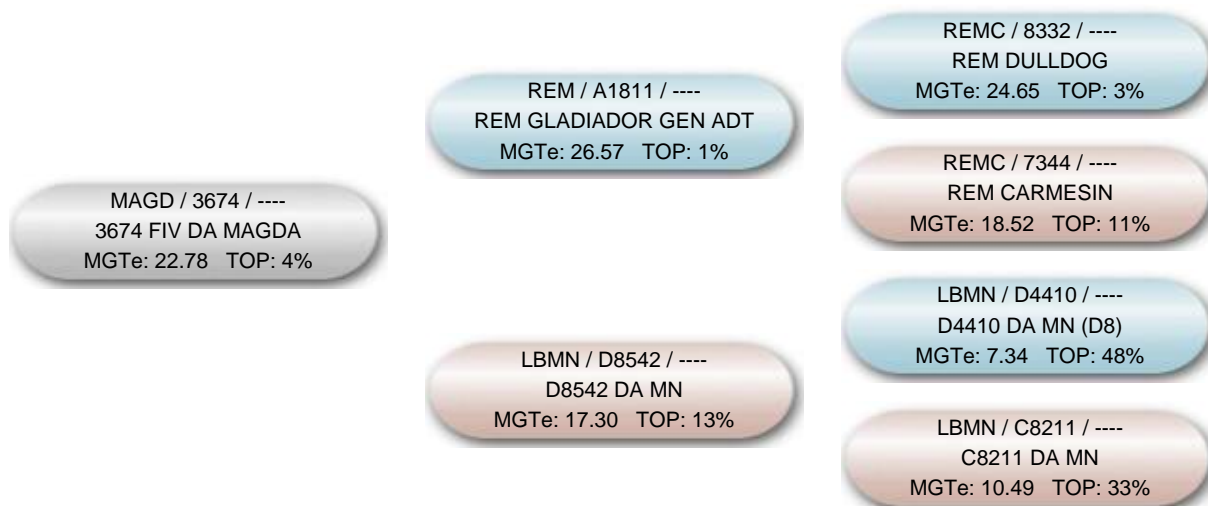 MAGD / 3674 / ----
3674 FIV DA MAGDA
MGTe: 22.78 TOP: 4%
REM / A1811 / ----
REM GLADIADOR GEN ADT
MGTe: 26.57 TOP: 1%
LBMN / D8542 / ----
D8542 DA MN
MGTe: 17.30 TOP: 13%
REMC / 8332 / ----
REM DULLDOG
MGTe: 24.65 TOP: 3%
REMC / 7344 / ----
REM CARMESIN
MGTe: 18.52 TOP: 11%
LBMN / D4410 / ----
D4410 DA MN (D8)
MGTe: 7.34 TOP: 48%
LBMN / C8211 / ----
C8211 DA MN
MGTe: 10.49 TOP: 33%